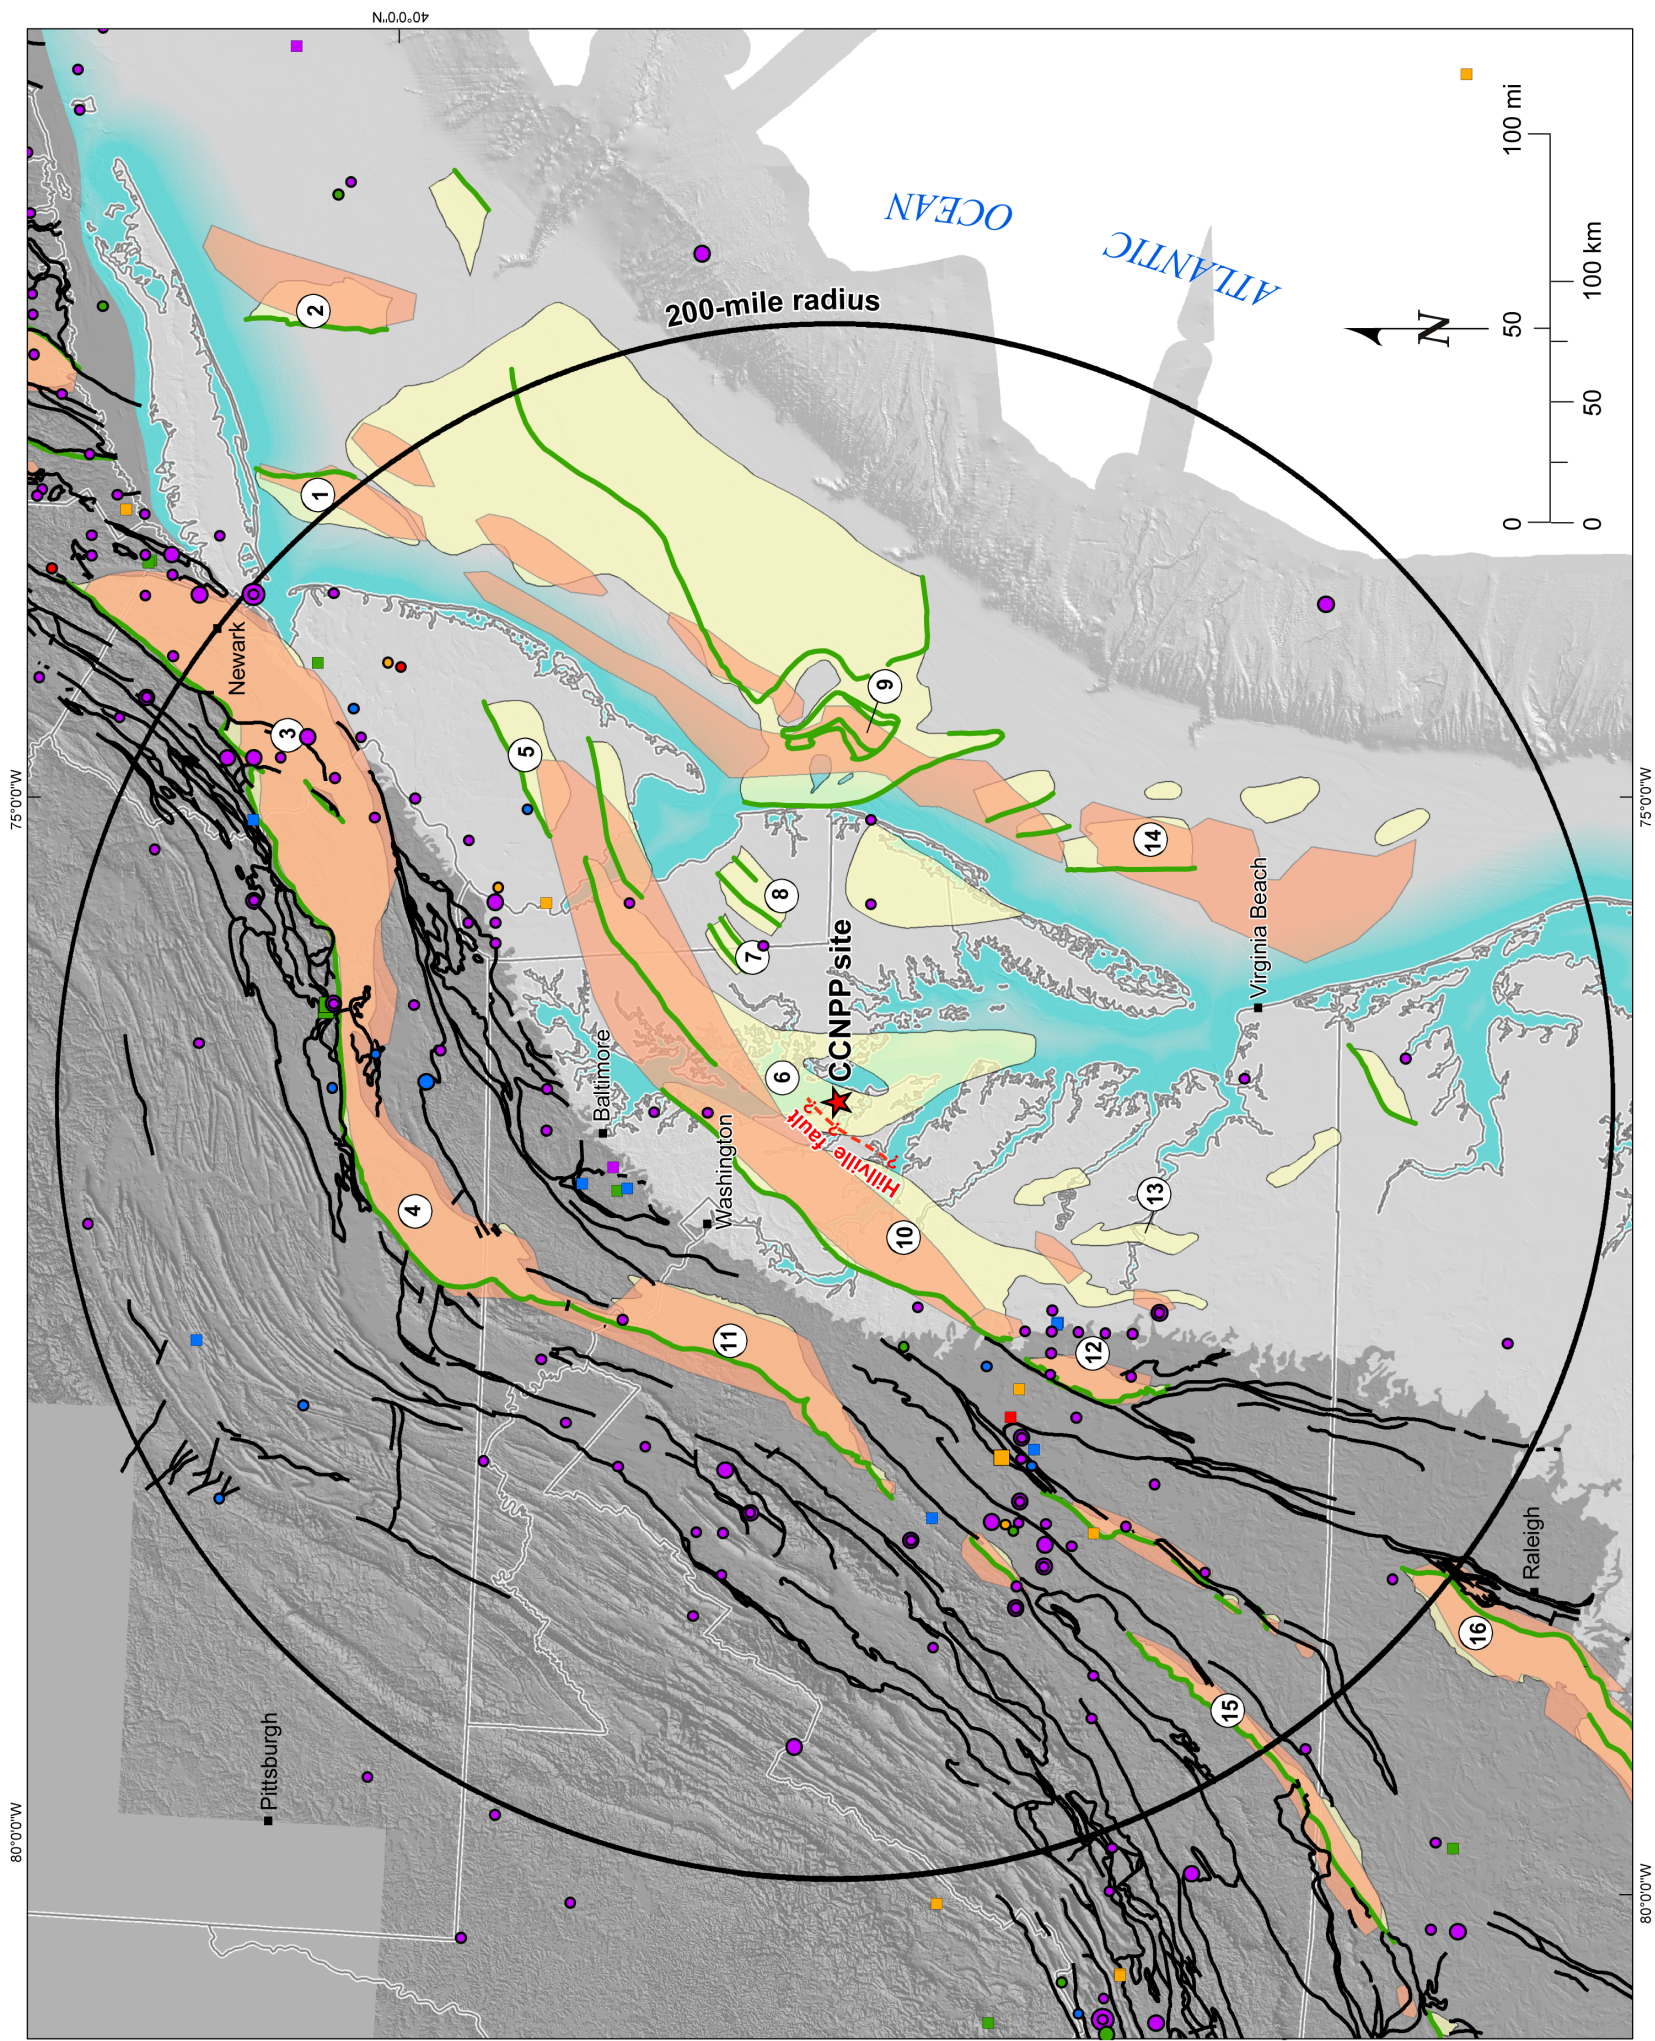 40°0'0"N
200-mile radius
ATLANTIC
OCEAN
N
0 50 100 mi
0 50 100 km
75°0'0"W
75°0'0"W
80°0'0"W
80°0'0"W
Newark
Baltimore
Washington
CCNPP site
Hillville fault
?
?
?
Virginia Beach
Pittsburgh
Raleigh
1
2
3
4
5
6
7
8
9
10
11
12
13
14
15
16